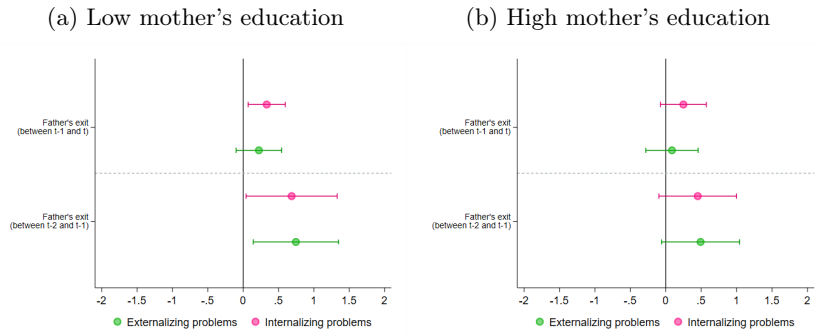 (a) Low mother's education
(b) High mother's education
Father's exit
(between t-1 and t)
Father's exit
(between t-2 and t-1)
-2 -1.5 -1 -.5 0 .5 1 1.5 2
Externalizing problems Internalizing problems
Father's exit
(between t-1 and t)
Father's exit
(between t-2 and t-1)
-2 -1.5 -1 -.5 0 .5 1 1.5 2
Externalizing problems Internalizing problems